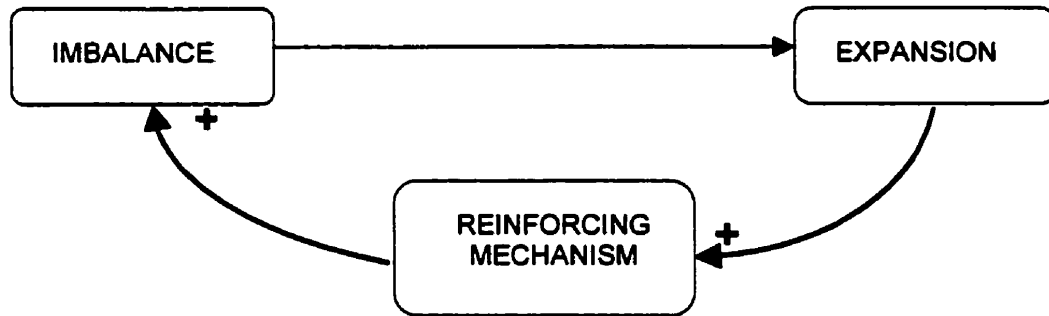 IMBALANCE
EXPANSION
+
REINFORCING
MECHANISM
+